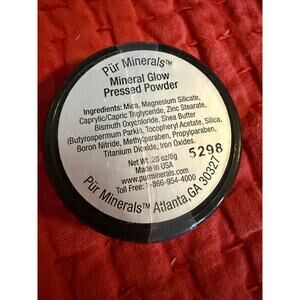 Pür Minerals™
Mineral Glow
Pressed Powder
Ingredients: Mica, Magnesium Silicate,
Caprylic/Capric Triglyceride, Zinc Stearate,
Bismuth Oxychloride, Shea Butter
(Butyrospermum Parkii), Tocopheryl Acetate, Silica,
Boron Nitride, Methylparaben, Propylparaben,
Titanium Dioxide, Iron Oxides.
Net Wt .28 oz/8g
Made in USA
www.purminerals.com
Toll Free: 1-866-954-4000
5298
Pür Minerals™ Atlanta, GA 30327